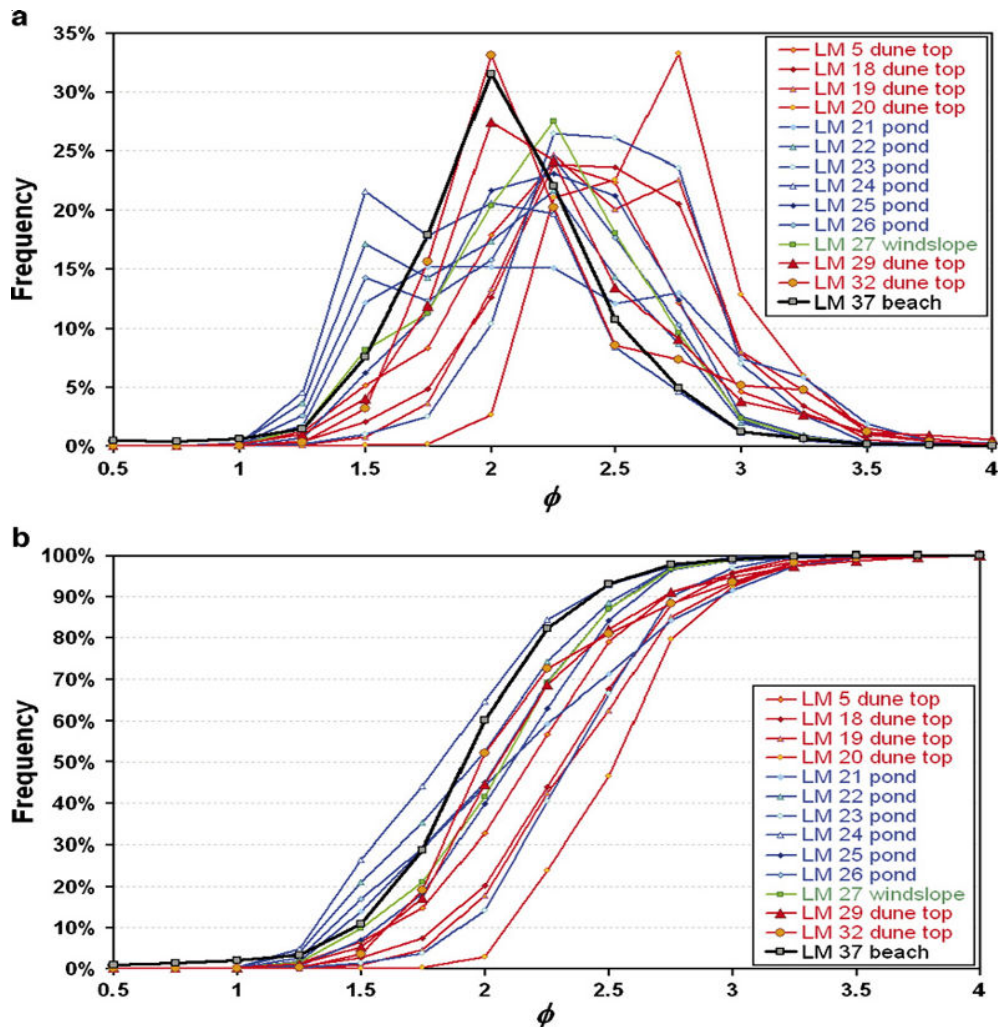 a
35%
30%
25%
20%
15%
10%
5%
0%
Frequency
LM 5 dune top
LM 18 dune top
LM 19 dune top
LM 20 dune top
LM 21 pond
LM 22 pond
LM 23 pond
LM 24 pond
LM 25 pond
LM 26 pond
LM 27 windslope
LM 29 dune top
LM 32 dune top
LM 37 beach
0.5 1 1.5 2 2.5 3 3.5 4
ϕ
b
100%
90%
80%
70%
60%
50%
40%
30%
20%
10%
0%
Frequency
LM 5 dune top
LM 18 dune top
LM 19 dune top
LM 20 dune top
LM 21 pond
LM 22 pond
LM 23 pond
LM 24 pond
LM 25 pond
LM 26 pond
LM 27 windslope
LM 29 dune top
LM 32 dune top
LM 37 beach
0.5 1 1.5 2 2.5 3 3.5 4
ϕ